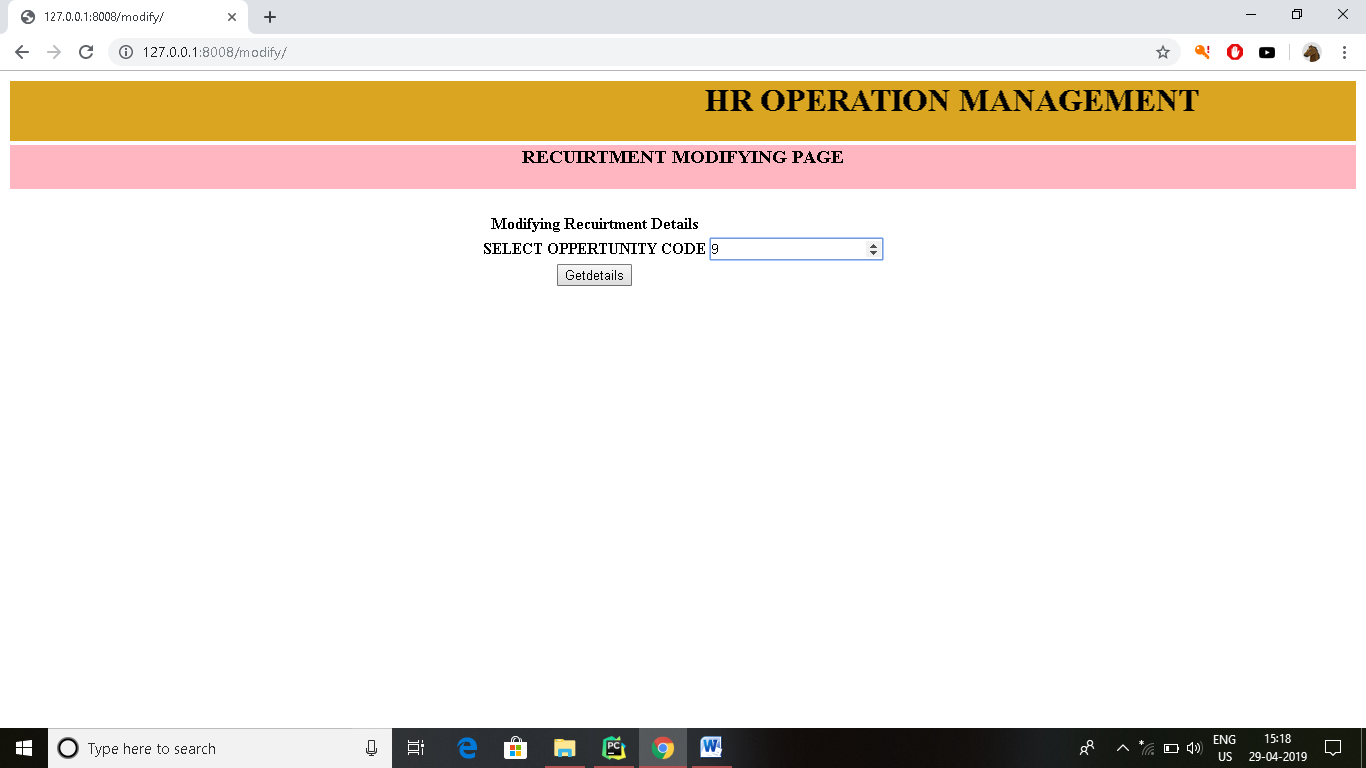 127.0.0.1:8008/modify/
127.0.0.1:8008/modify/
HR OPERATION MANAGEMENT
RECUIRTMENT MODIFYING PAGE
Modifying Recuirtment Details
SELECT OPPERTUNITY CODE 9
Getdetails
Type here to search
PC
W
ENG
US
15:18
29-04-2019